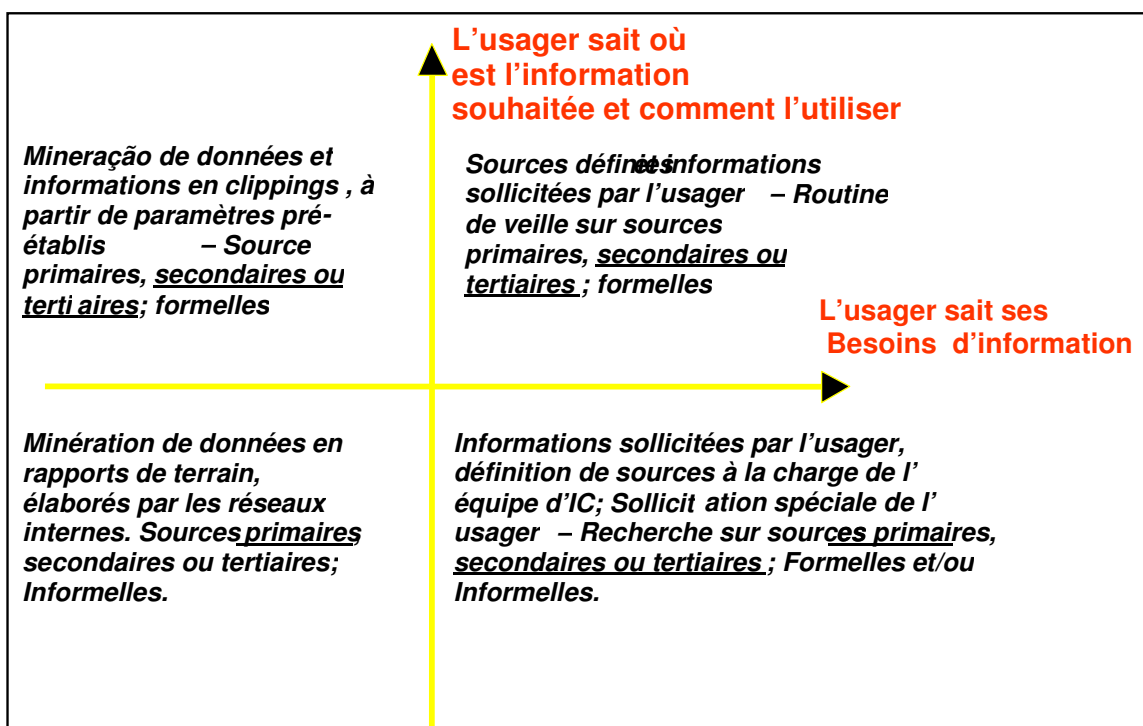 L’usager sait où
est l’information
souhaitée et comment l’utiliser
Mineração de données et
informations en clippings , à
partir de paramètres pré-
établis – Source
primaires, secondaires ou
terti aires; formelles
Sources définies et informations
sollicitées par l’usager – Routine
de veille sur sources
primaires, secondaires ou
tertiaires ; formelles
L’usager sait ses
Besoins d’information
Minération de données en
rapports de terrain,
élaborés par les réseaux
internes. Sources primaires,
secondaires ou tertiaires;
Informelles.
Informations sollicitées par l’usager,
définition de sources à la charge de l’
équipe d’IC; Sollicit ation spéciale de l’
usager – Recherche sur sources primaires,
secondaires ou tertiaires ; Formelles et/ou
Informelles.